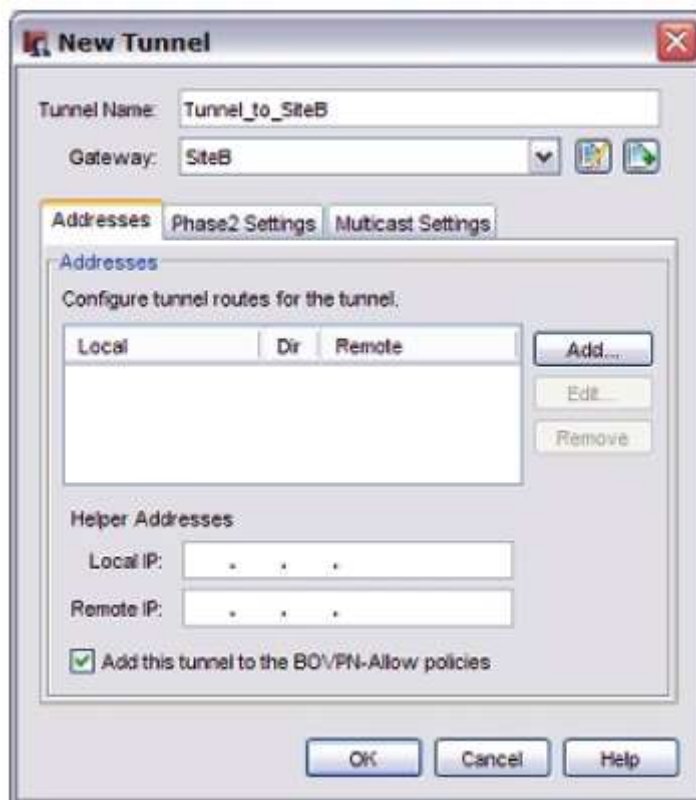 New Tunnel
Tunnel Name: Tunnel_to_SiteB
Gateway: SiteB
Addresses Phase2 Settings Multicast Settings
Addresses
Configure tunnel routes for the tunnel.
Local Dir Remote Add...
Edit...
Remove
Helper Addresses
Local IP: . . .
Remote IP: . . .
Add this tunnel to the BOVPN-Allow policies
OK Cancel Help